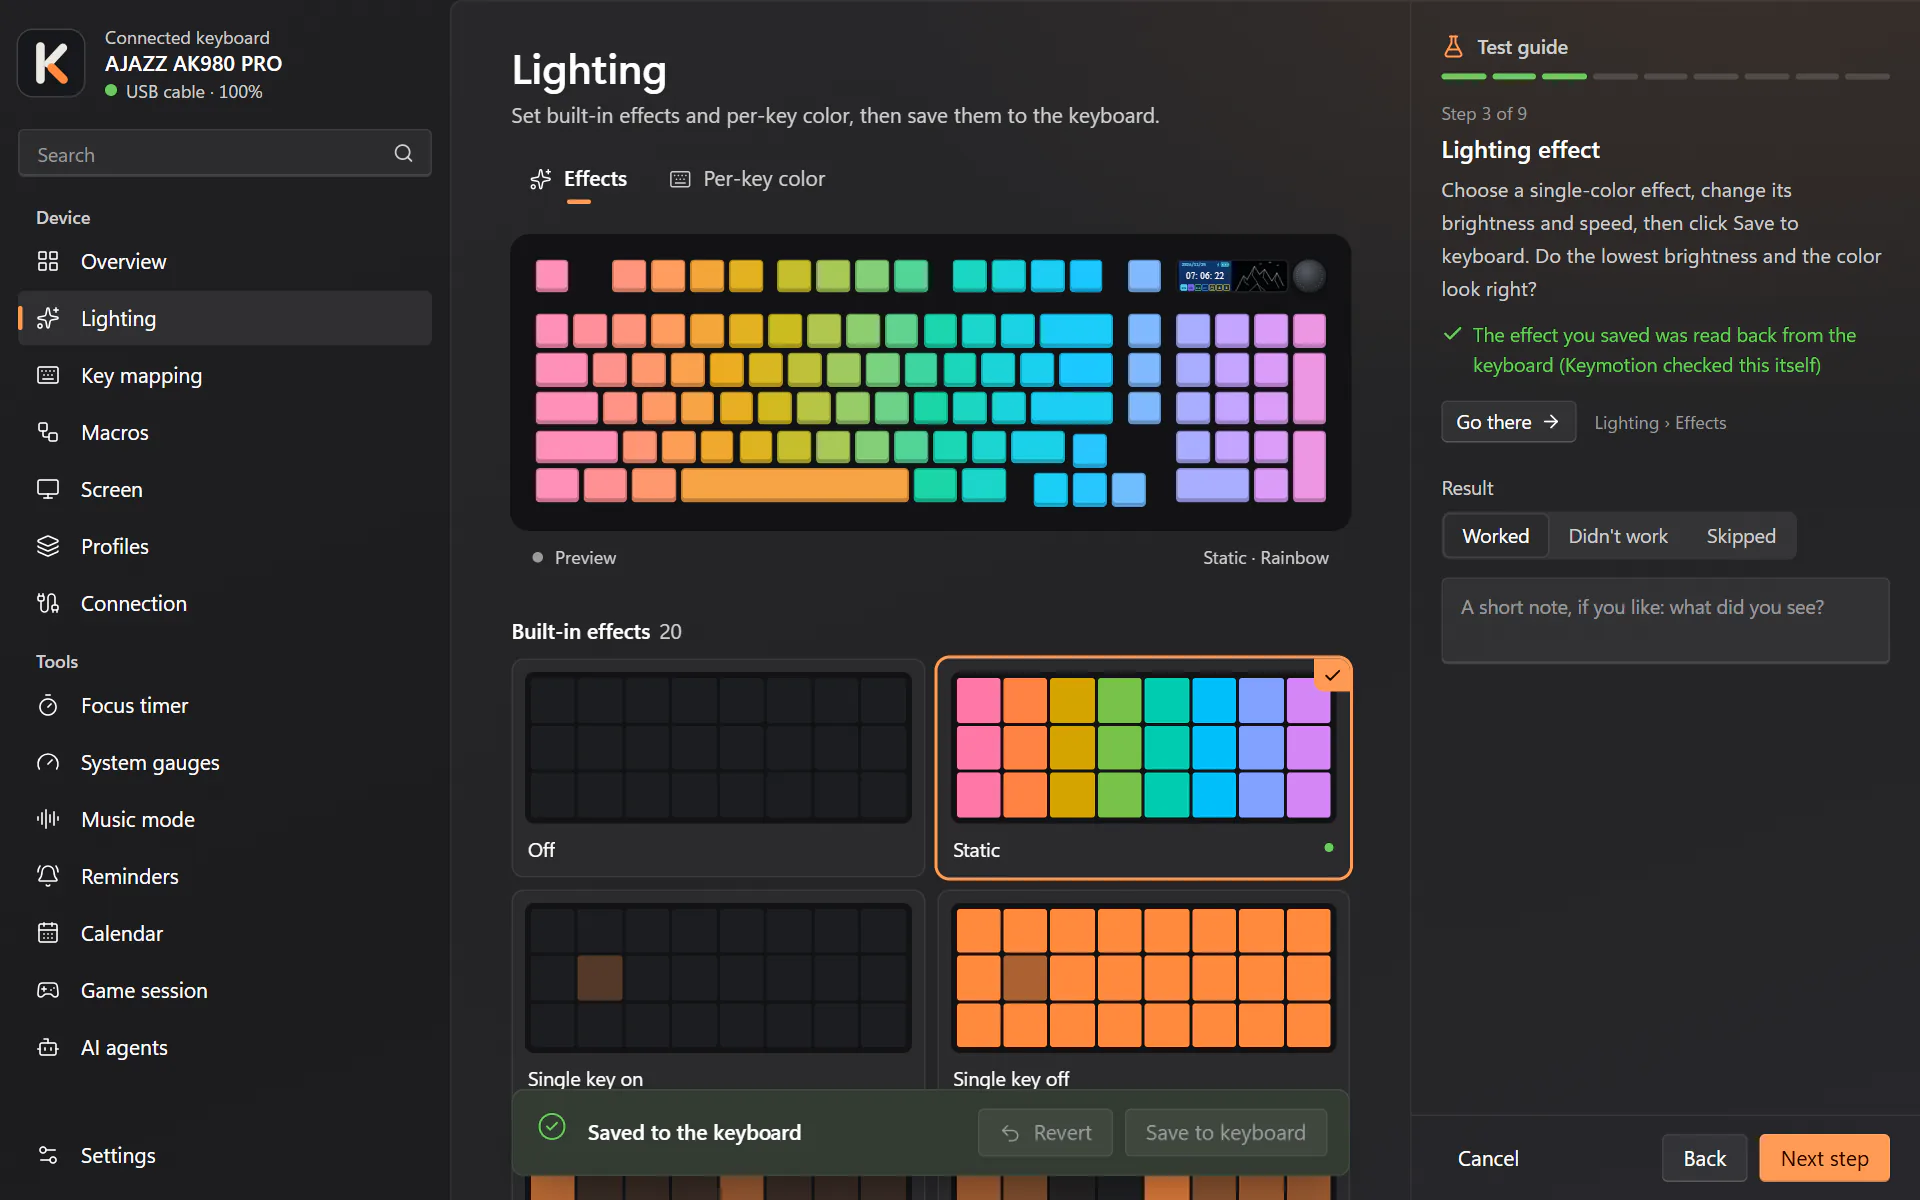 Connected keyboard
AJAZZ AK980 PRO
USB cable · 100%
Search
Device
Overview
Lighting
Key mapping
Macros
Screen
Profiles
Connection
Tools
Focus timer
System gauges
Music mode
Reminders
Calendar
Game session
AI agents
Settings
Lighting
Set built-in effects and per-key color, then save them to the keyboard.
Effects
Per-key color
07: 06: 22
Preview
Static · Rainbow
Built-in effects 20
Off
Static
Single key on
Single key off
Saved to the keyboard
Revert
Save to keyboard
Test guide
Step 3 of 9
Lighting effect
Choose a single-color effect, change its
brightness and speed, then click Save to
keyboard. Do the lowest brightness and the color
look right?
The effect you saved was read back from the
keyboard (Keymotion checked this itself)
Go there →
Lighting › Effects
Result
Worked
Didn't work
Skipped
A short note, if you like: what did you see?
Cancel
Back
Next step